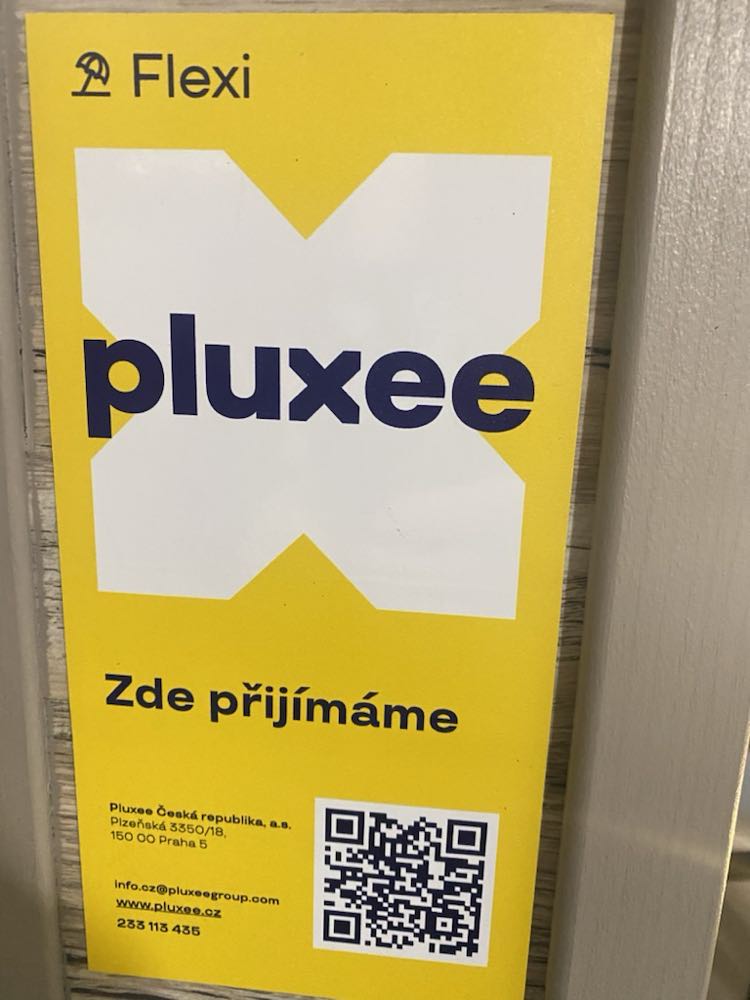 Flexi
pluxee
Zde přijímáme
Pluxee Česká republika, a.s.
Plzeňská 3350/18,
150 00 Praha 5
info.cz@pluxeegroup.com
www.pluxee.cz
233 113 435